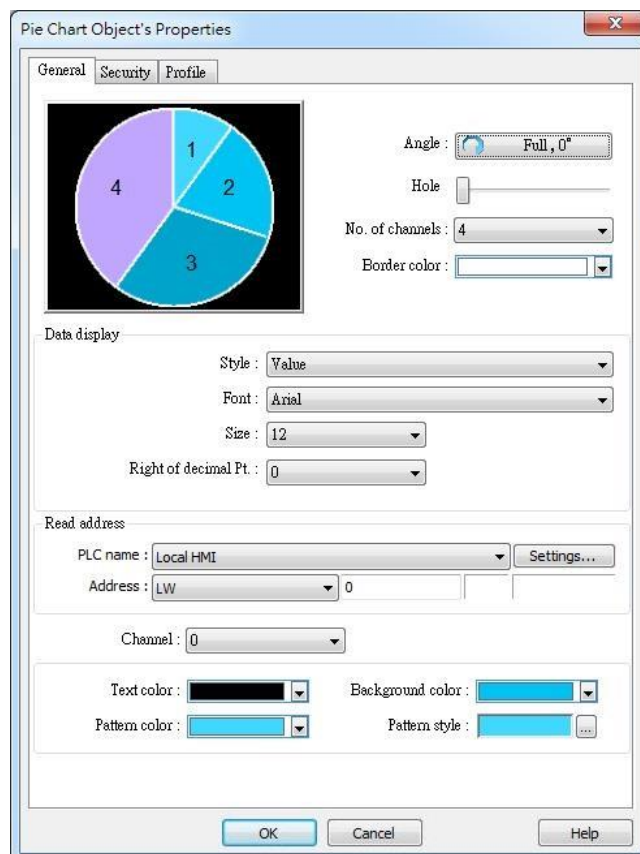 Pie Chart Object's Properties
General Security Profile
1
2
3
4
Angle : Full , 0°
Hole
No. of channels : 4
Border color :
Data display
Style : Value
Font : Arial
Size : 12
Right of decimal Pt. : 0
Read address
PLC name : Local HMI Settings...
Address : LW 0
Channel : 0
Text color : Background color :
Pattern color : Pattern style : ...
OK Cancel Help